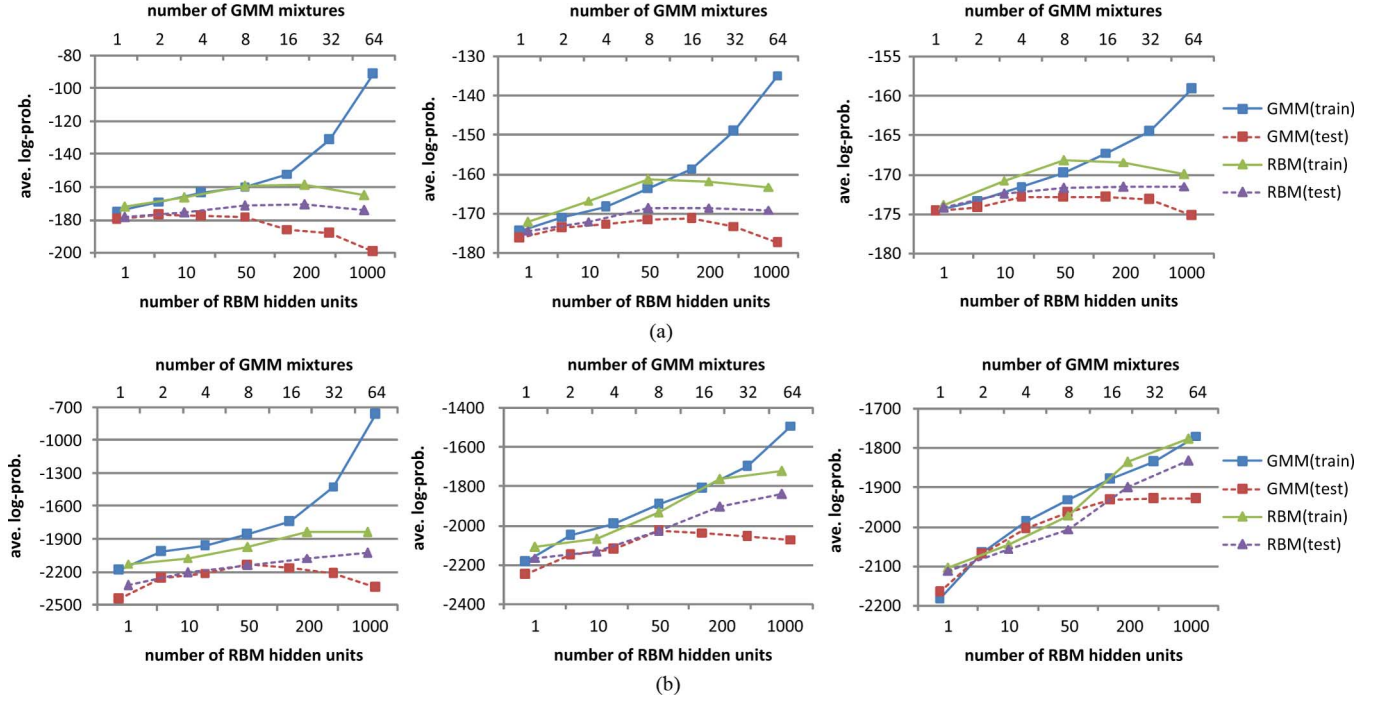 number of GMM mixtures
1 2 4 8 16 32 64
-80
-100
-120
-140
-160
-180
-200
ave. log-prob.
1 10 50 200 1000
number of RBM hidden units
number of GMM mixtures
1 2 4 8 16 32 64
-130
-140
-150
-160
-170
-180
ave. log-prob.
1 10 50 200 1000
number of RBM hidden units
number of GMM mixtures
1 2 4 8 16 32 64
-155
-160
-165
-170
-175
-180
ave. log-prob.
1 10 50 200 1000
number of RBM hidden units
GMM(train)
GMM(test)
RBM(train)
RBM(test)
(a)
number of GMM mixtures
1 2 4 8 16 32 64
-700
-1000
-1300
-1600
-1900
-2200
-2500
ave. log-prob.
1 10 50 200 1000
number of RBM hidden units
number of GMM mixtures
1 2 4 8 16 32 64
-1400
-1600
-1800
-2000
-2200
-2400
ave. log-prob.
1 10 50 200 1000
number of RBM hidden units
number of GMM mixtures
1 2 4 8 16 32 64
-1700
-1800
-1900
-2000
-2100
-2200
ave. log-prob.
1 10 50 200 1000
number of RBM hidden units
GMM(train)
GMM(test)
RBM(train)
RBM(test)
(b)